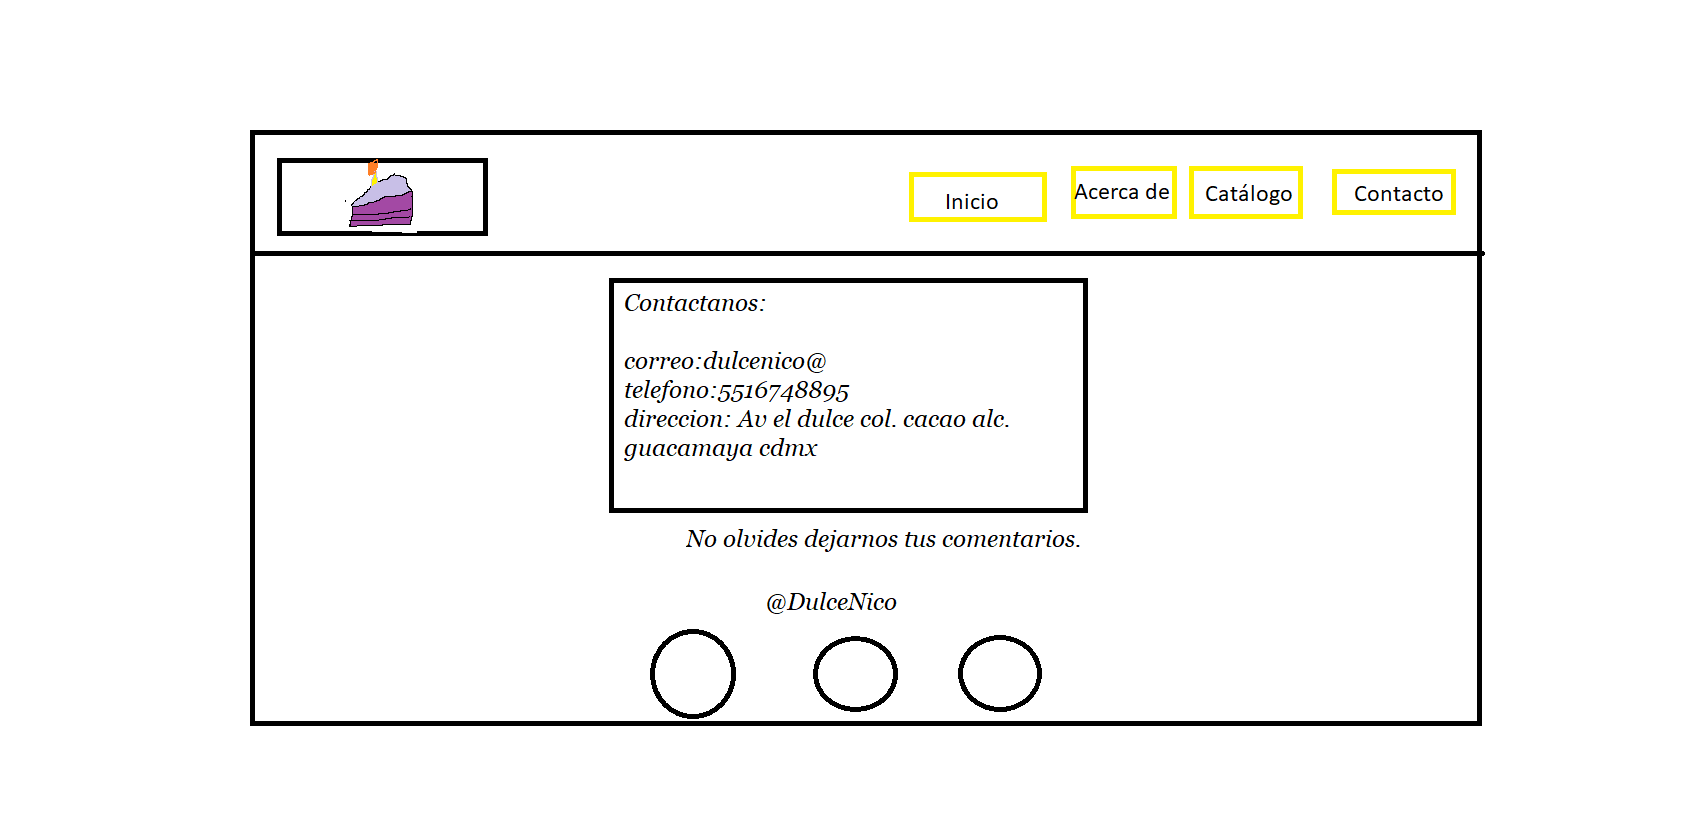 Inicio
Acerca de
Catálogo
Contacto
Contactanos:
correo:dulcenico@
telefono:5516748895
direccion: Av el dulce col. cacao alc.
guacamaya cdmx
No olvides dejarnos tus comentarios.
@DulceNico